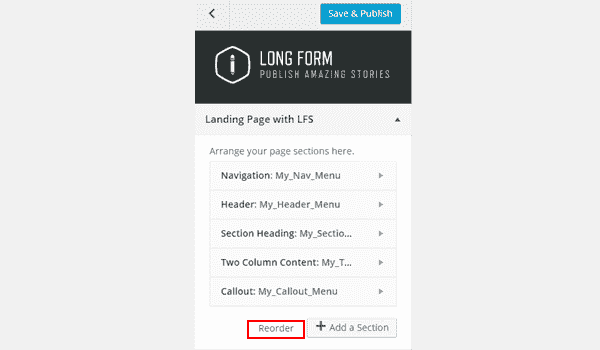 Save & Publish
LONG FORM
PUBLISH AMAZING STORIES
Landing Page with LFS
Arrange your page sections here.
Navigation: My_Nav_Menu
Header: My_Header_Menu
Section Heading: My_Sectio...
Two Column Content: My_T...
Callout: My_Callout_Menu
Reorder
Add a Section